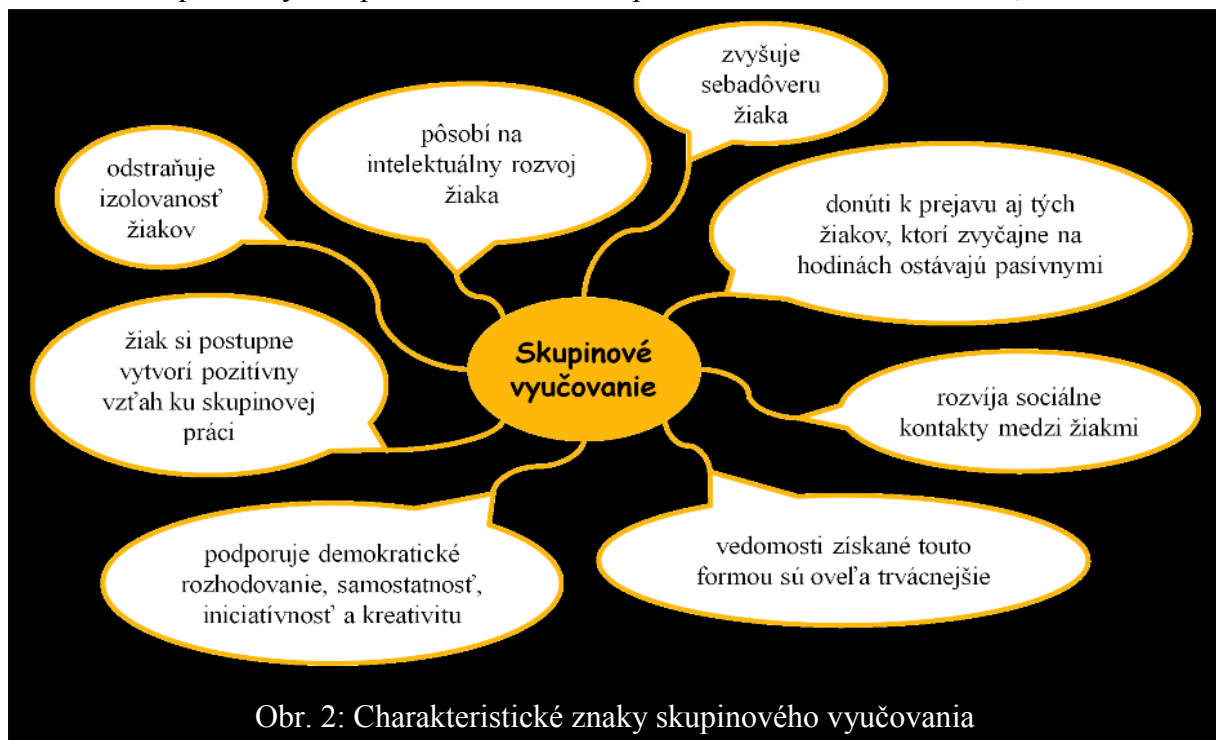 zvyšuje
sebadôveru
žiaka
pôsobí na
intelektuálny rozvoj
žiaka
odstraňuje
izolovanosť
žiakov
donúti k prejavu aj tých
žiakov, ktorí zvyčajne na
hodinách ostávajú pasívnymi
žiak si postupne
vytvorí pozitívny
vzťah ku skupinovej
práci
Skupinové
vyučovanie
rozvíja sociálne
kontakty medzi žiakmi
podporuje demokratické
rozhodovanie, samostatnosť,
iniciatívnosť a kreativitu
vedomosti získané touto
formou sú oveľa trvácnejšie
Obr. 2: Charakteristické znaky skupinového vyučovania